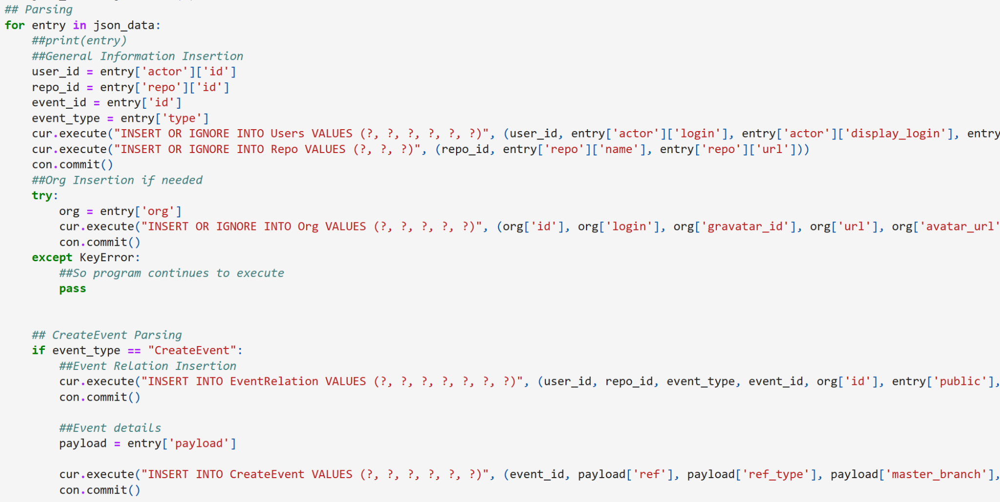 ## Parsing
for entry in json_data:
    ##print(entry)
    ##General Information Insertion
    user_id = entry['actor']['id']
    repo_id = entry['repo']['id']
    event_id = entry['id']
    event_type = entry['type']
    cur.execute("INSERT OR IGNORE INTO Users VALUES (?, ?, ?, ?, ?, ?)", (user_id, entry['actor']['login'], entry['actor']['display_login'], entry
    cur.execute("INSERT OR IGNORE INTO Repo VALUES (?, ?, ?)", (repo_id, entry['repo']['name'], entry['repo']['url']))
    con.commit()
    ##Org Insertion if needed
    try:
        org = entry['org']
        cur.execute("INSERT OR IGNORE INTO Org VALUES (?, ?, ?, ?, ?)", (org['id'], org['login'], org['gravatar_id'], org['url'], org['avatar_url'
        con.commit()
    except KeyError:
        ##So program continues to execute
        pass
    ## CreateEvent Parsing
    if event_type == "CreateEvent":
        ##Event Relation Insertion
        cur.execute("INSERT INTO EventRelation VALUES (?, ?, ?, ?, ?, ?, ?)", (user_id, repo_id, event_type, event_id, org['id'], entry['public'],
        con.commit()
        ##Event details
        payload = entry['payload']
        cur.execute("INSERT INTO CreateEvent VALUES (?, ?, ?, ?, ?, ?)", (event_id, payload['ref'], payload['ref_type'], payload['master_branch'],
        con.commit()